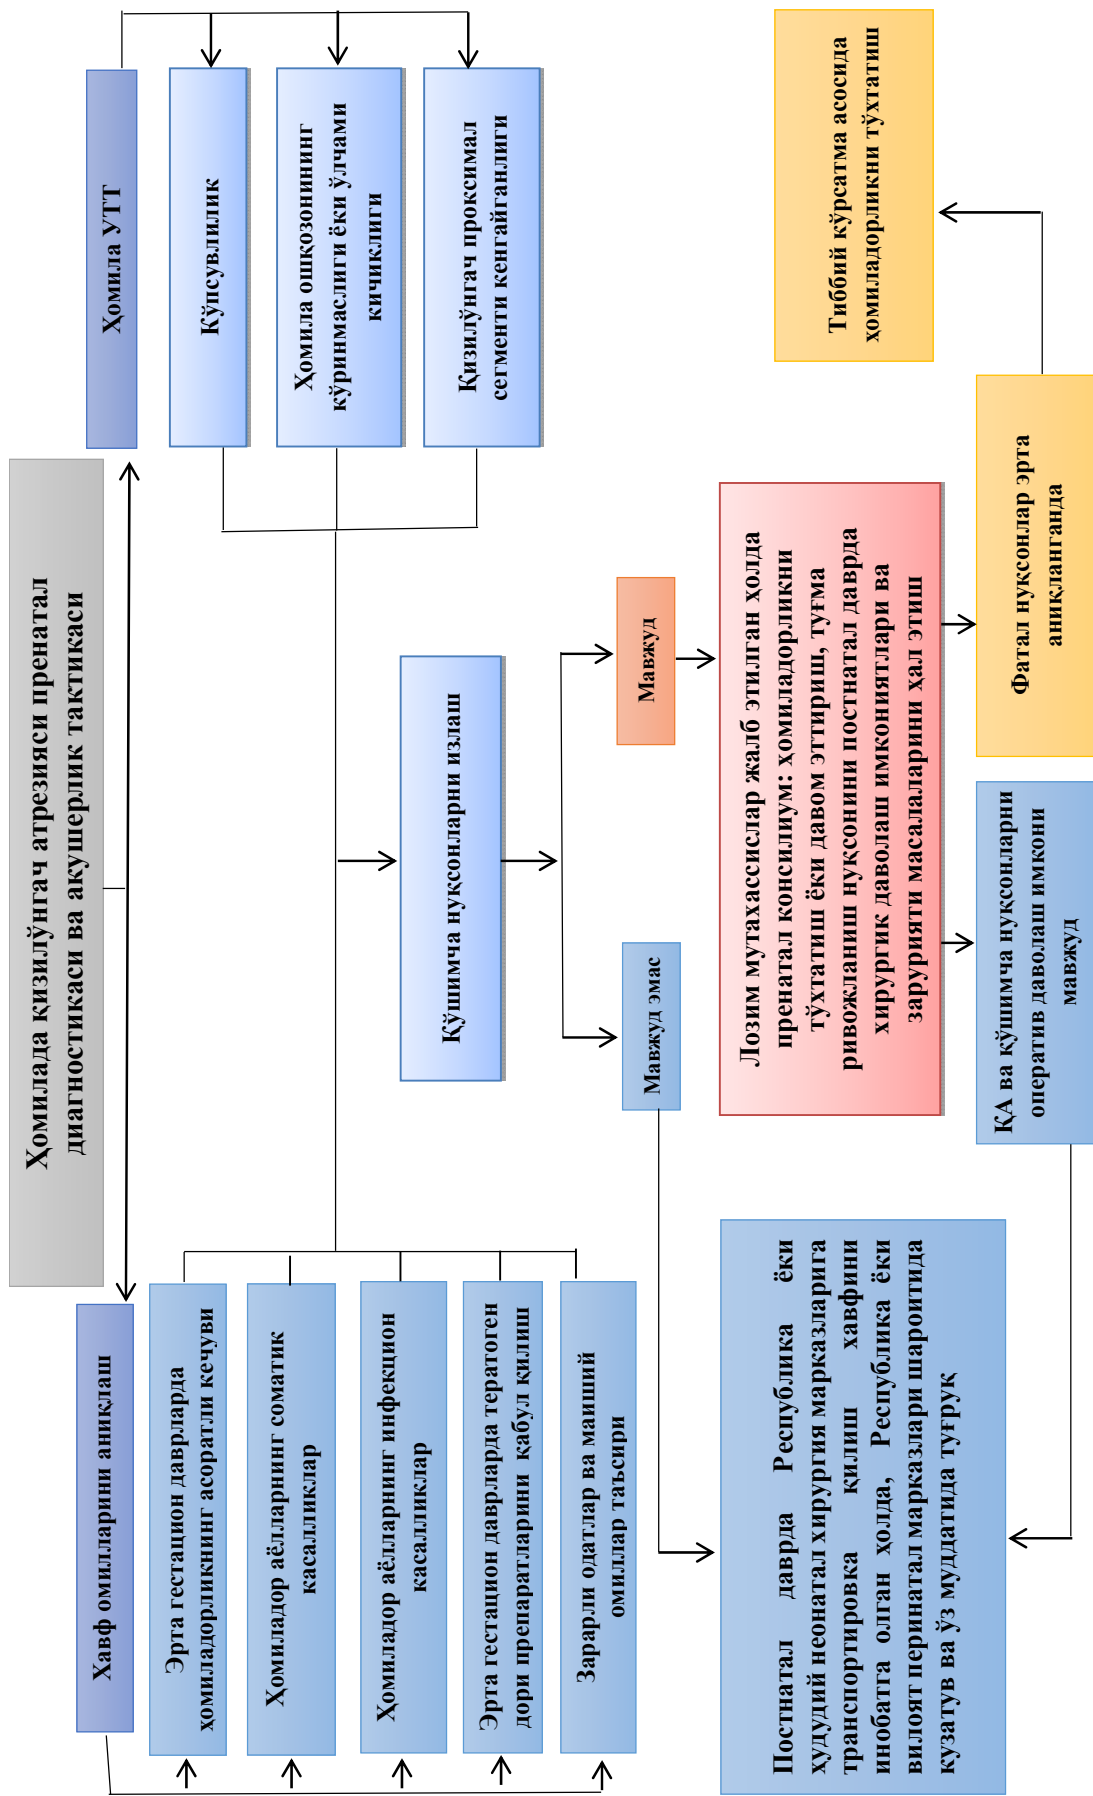 Ҳомилада қизилўнгач атрезияси пренатал
диагностикаси ва акушерлик тактикаси
Хавф омилларини аниқлаш
Ҳомила УТТ
Эрта гестацион даврларда
ҳомиладорликнинг асоратли кечуви
Ҳомиладор аёлларнинг соматик
касалликлар
Ҳомиладор аёлларнинг инфекцион
касалликлар
Эрта гестацион даврларда тератоген
дори препаратларини қабул қилиш
Зарарли одатлар ва маиший
омиллар таъсири
Кўпсувлилик
Ҳомила ошқозонининг
кўринмаслиги ёки ўлчами
кичиклиги
Қизилўнгач проксимал
сегменти кенгайганлиги
Қўшимча нуқсонларни излаш
Мавжуд эмас
Мавжуд
Лозим мутахассислар жалб этилган ҳолда
пренатал консилиум: ҳомиладорликни
тўхтатиш ёки давом эттириш, туғма
ривожланиш нуқсонини постнатал даврда
хирургик даволаш имкониятлари ва
зарурияти масалаларини ҳал этиш
Постнатал даврда Республика ёки
ҳудудий неонатал хирургия марказларига
транспортировка қилиш хавфини
инобатга олган ҳолда, Республика ёки
вилоят перинатал марказлари шароитида
кузатув ва ўз муддатида туғруқ
ҚА ва қўшимча нуқсонларни
оператив даволаш имкони
мавжуд
Фатал нуқсонлар эрта
аниқланганда
Тиббий кўрсатма асосида
ҳомиладорликни тўхтатиш